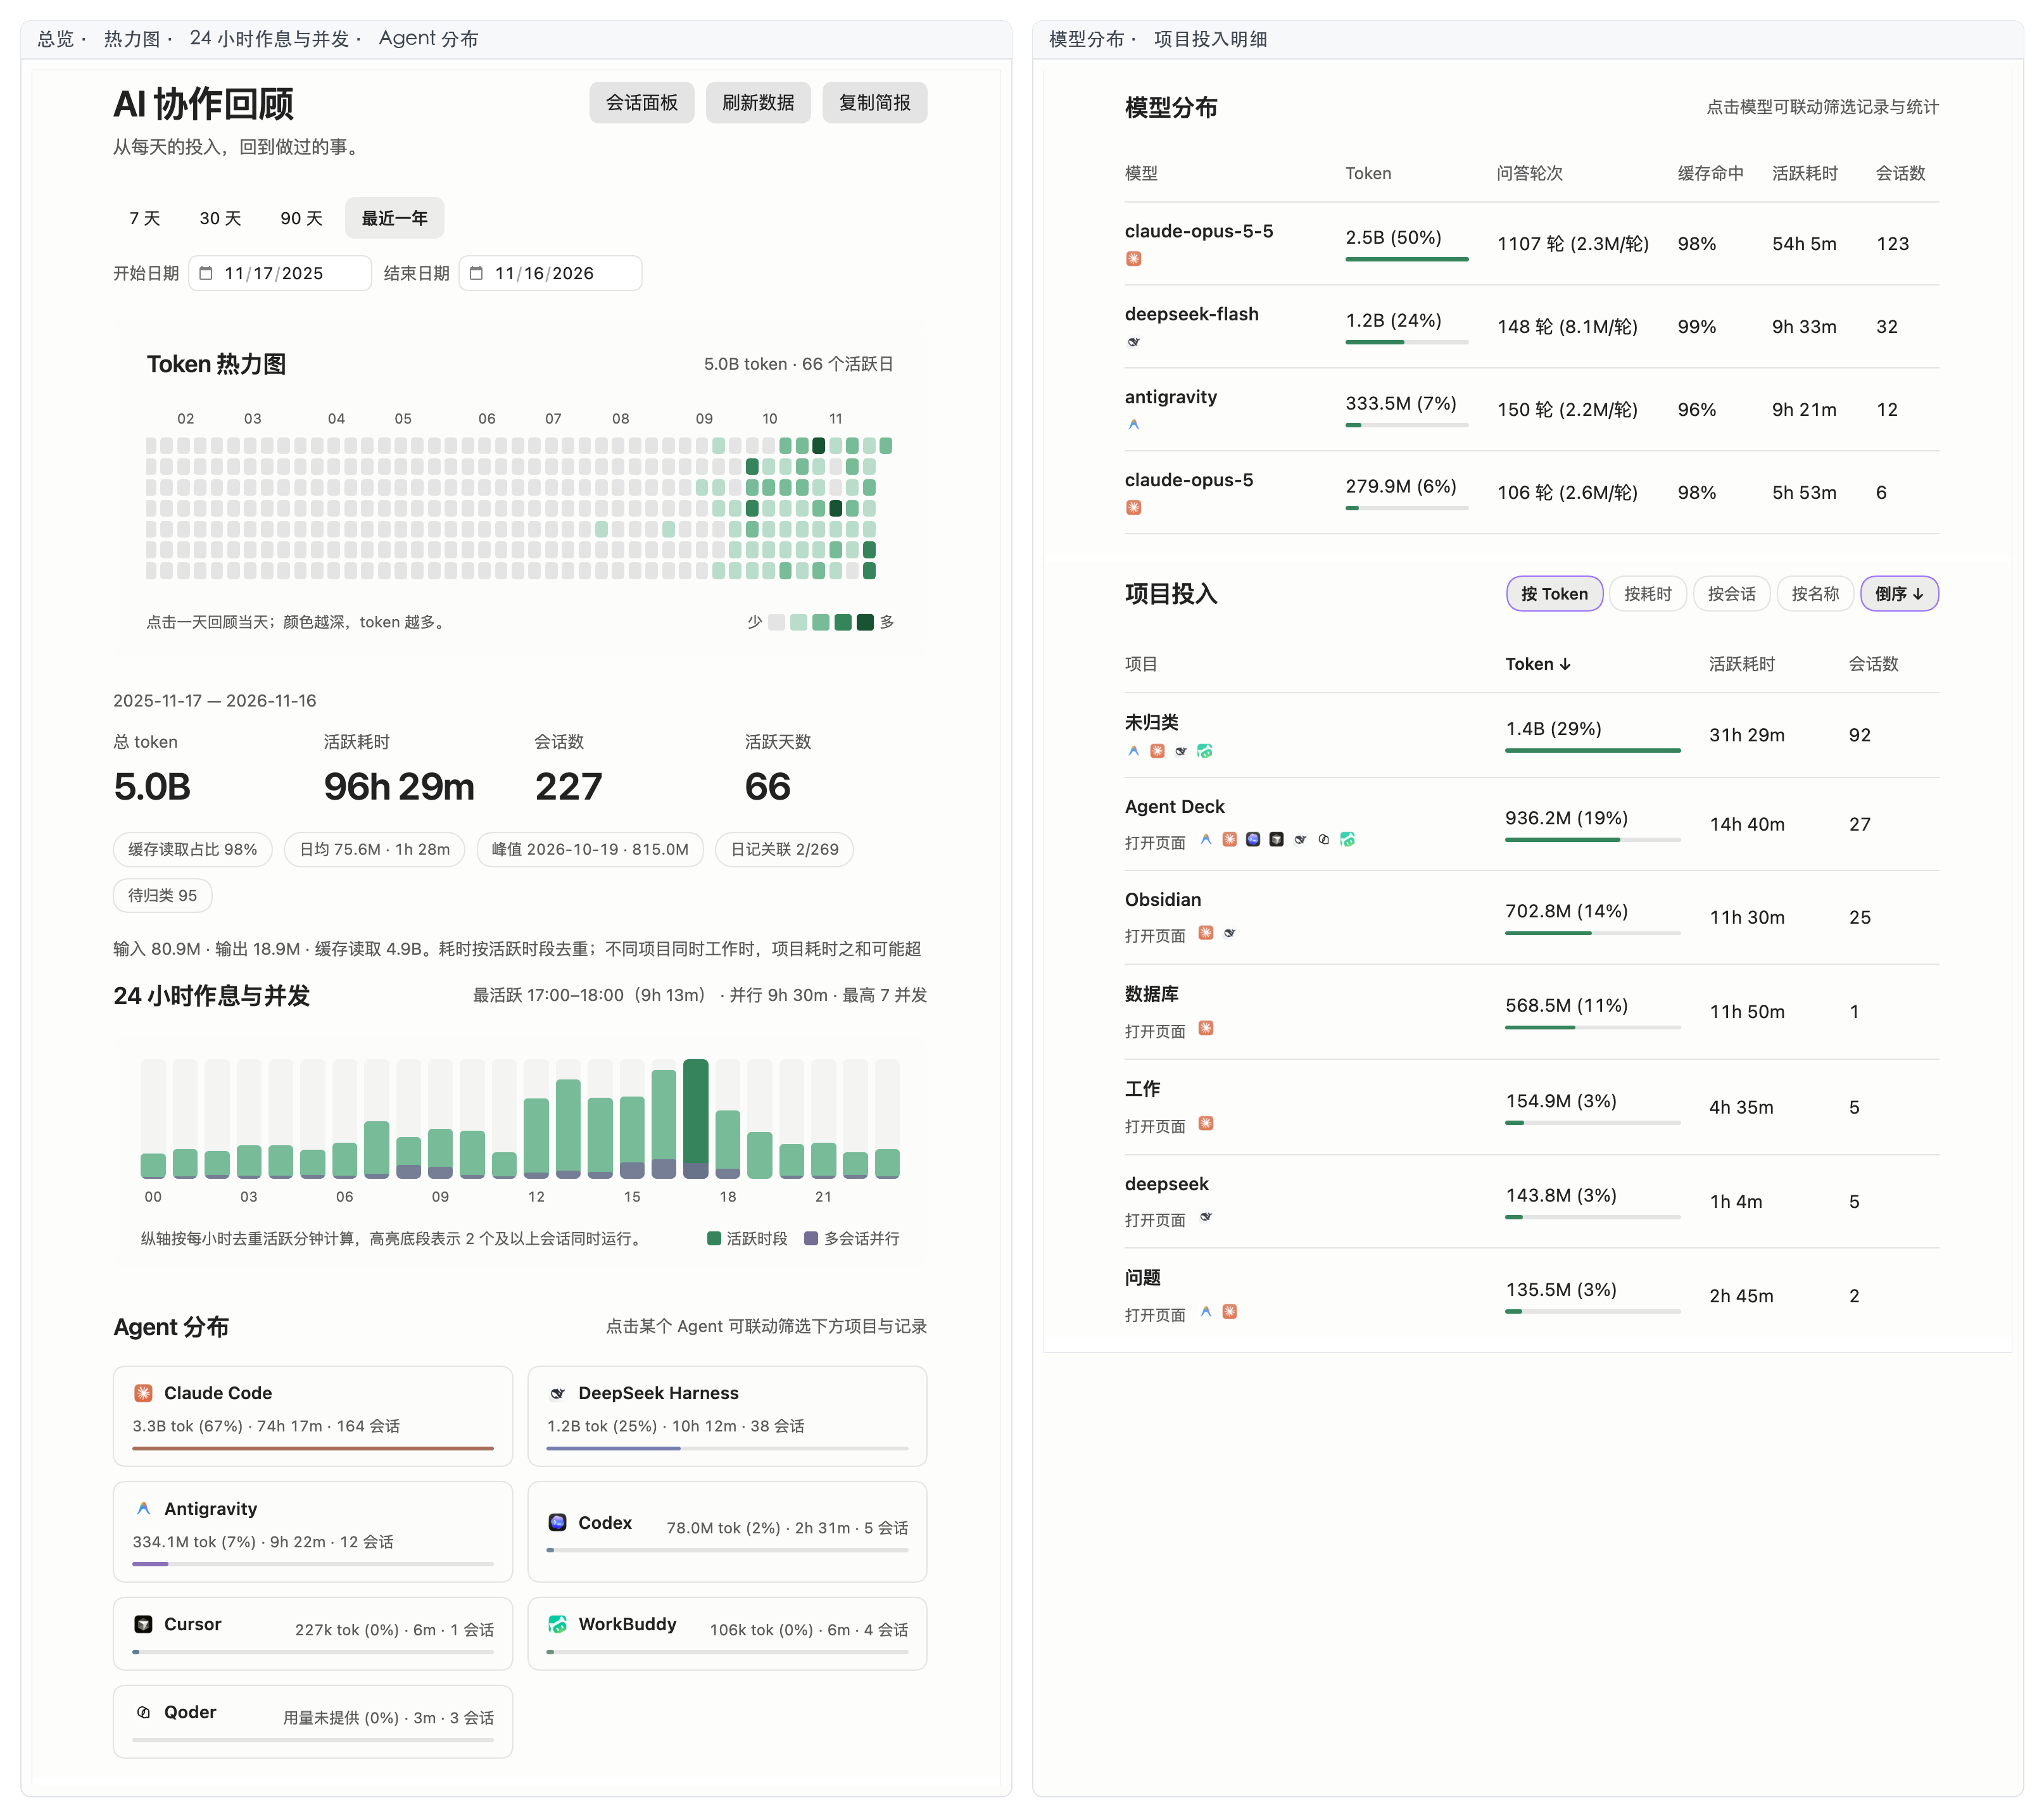 总览 · 热力图 · 24 小时作息与并发 · Agent 分布
AI 协作回顾
会话面板
刷新数据
复制简报
从每天的投入，回到做过的事。
7 天
30 天
90 天
最近一年
开始日期
11/17/2025
结束日期
11/16/2026
Token 热力图
5.0B token · 66 个活跃日
02 03 04 05 06 07 08 09 10 11
点击一天回顾当天；颜色越深，token 越多。
少
多
2025-11-17 — 2026-11-16
总 token
活跃耗时
会话数
活跃天数
5.0B
96h 29m
227
66
缓存读取占比 98%
日均 75.6M · 1h 28m
峰值 2026-10-19 · 815.0M
日记关联 2/269
待归类 95
输入 80.9M · 输出 18.9M · 缓存读取 4.9B。耗时按活跃时段去重；不同项目同时工作时，项目耗时之和可能超
24 小时作息与并发
最活跃 17:00–18:00（9h 13m） · 并行 9h 30m · 最高 7 并发
00 03 06 09 12 15 18 21
纵轴按每小时去重活跃分钟计算，高亮底段表示 2 个及以上会话同时运行。
活跃时段
多会话并行
Agent 分布
点击某个 Agent 可联动筛选下方项目与记录
Claude Code
3.3B tok (67%) · 74h 17m · 164 会话
DeepSeek Harness
1.2B tok (25%) · 10h 12m · 38 会话
Antigravity
334.1M tok (7%) · 9h 22m · 12 会话
Codex
78.0M tok (2%) · 2h 31m · 5 会话
Cursor
227k tok (0%) · 6m · 1 会话
WorkBuddy
106k tok (0%) · 6m · 4 会话
Qoder
用量未提供 (0%) · 3m · 3 会话
模型分布 · 项目投入明细
模型分布
点击模型可联动筛选记录与统计
模型 Token 问答轮次 缓存命中 活跃耗时 会话数
claude-opus-5-5
2.5B (50%) 1107 轮 (2.3M/轮) 98% 54h 5m 123
deepseek-flash
1.2B (24%) 148 轮 (8.1M/轮) 99% 9h 33m 32
antigravity
333.5M (7%) 150 轮 (2.2M/轮) 96% 9h 21m 12
claude-opus-5
279.9M (6%) 106 轮 (2.6M/轮) 98% 5h 53m 6
项目投入
按 Token
按耗时
按会话
按名称
倒序 ↓
项目 Token ↓ 活跃耗时 会话数
未归类
1.4B (29%) 31h 29m 92
Agent Deck
打开页面
936.2M (19%) 14h 40m 27
Obsidian
打开页面
702.8M (14%) 11h 30m 25
数据库
打开页面
568.5M (11%) 11h 50m 1
工作
打开页面
154.9M (3%) 4h 35m 5
deepseek
打开页面
143.8M (3%) 1h 4m 5
问题
打开页面
135.5M (3%) 2h 45m 2